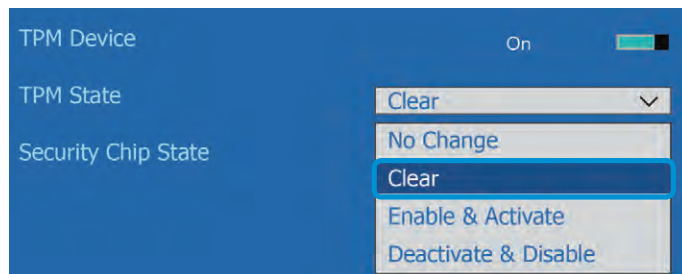 TPM Device On
TPM State Clear
Security Chip State No Change
Clear
Enable & Activate
Deactivate & Disable